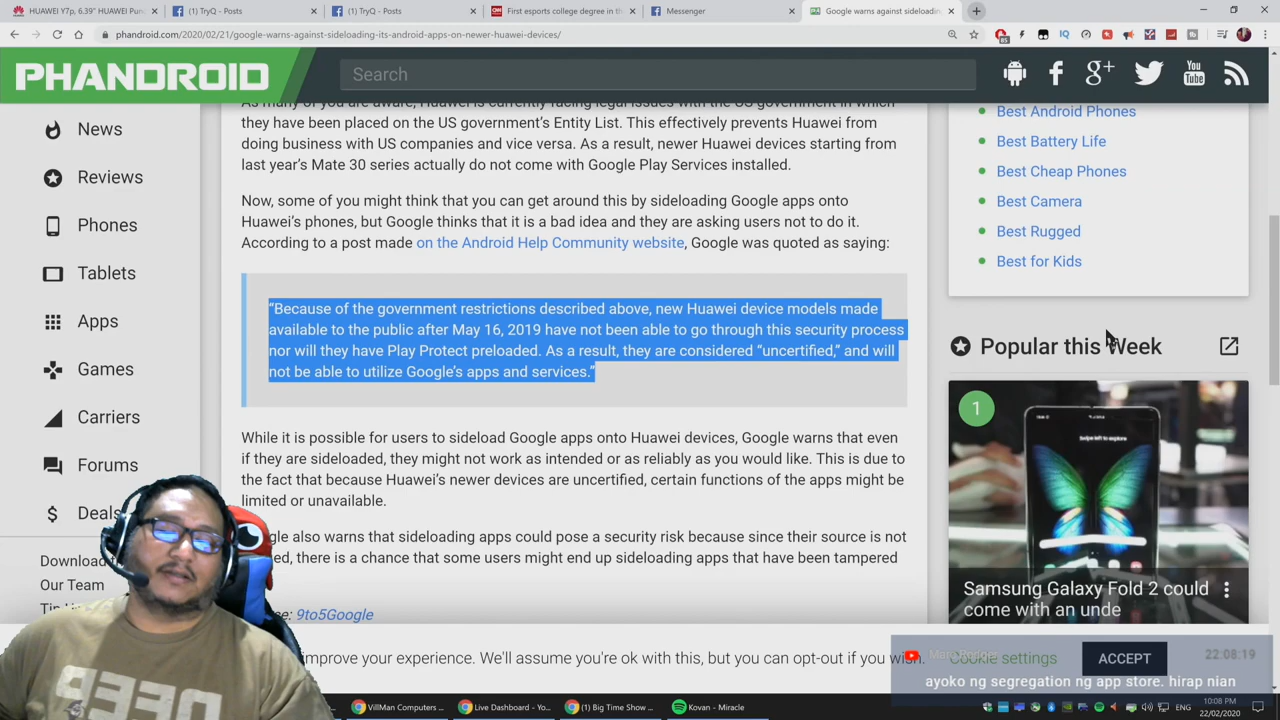 HUAWEI Y7p, 6.39" HUAWEI Pun
(1) TryQ - Posts
(1) TryQ - Posts
First esports college degree in th
Messenger
Google warns against sideloadin
phandroid.com/2020/02/21/google-warns-against-sideloading-its-android-apps-on-newer-huawei-devices/
PHANDROID
Search
As many of you are aware, Huawei is currently facing legal issues with the US government in which
they have been placed on the US government's Entity List. This effectively prevents Huawei from
doing business with US companies and vice versa. As a result, newer Huawei devices starting from
last year's Mate 30 series actually do not come with Google Play Services installed.
Now, some of you might think that you can get around this by sideloading Google apps onto
Huawei's phones, but Google thinks that it is a bad idea and they are asking users not to do it.
According to a post made on the Android Help Community website, Google was quoted as saying:
"Because of the government restrictions described above, new Huawei device models made
available to the public after May 16, 2019 have not been able to go through this security process
nor will they have Play Protect preloaded. As a result, they are considered "uncertified," and will
not be able to utilize Google's apps and services."
While it is possible for users to sideload Google apps onto Huawei devices, Google warns that even
if they are sideloaded, they might not work as intended or as reliably as you would like. This is due to
the fact that because Huawei's newer devices are uncertified, certain functions of the apps might be
limited or unavailable.
gle also warns that sideloading apps could pose a security risk because since their source is not
ed, there is a chance that some users might end up sideloading apps that have been tampered
e: 9to5Google
News
Reviews
Phones
Tablets
Apps
Games
Carriers
Forums
Deals
Download
Our Team
Best Android Phones
Best Battery Life
Best Cheap Phones
Best Camera
Best Rugged
Best for Kids
Popular this Week
1
Samsung Galaxy Fold 2 could
come with an unde
improve your experience. We'll assume you're ok with this, but you can opt-out if you wish.
Cookie settings
ACCEPT
22:08:19
ayoko ng segregation ng app store. hirap nian
VillMan Computers ...
Live Dashboard - Yo...
(1) Big Time Show ...
Kovan - Miracle
ENG
10:08 PM
22/02/2020